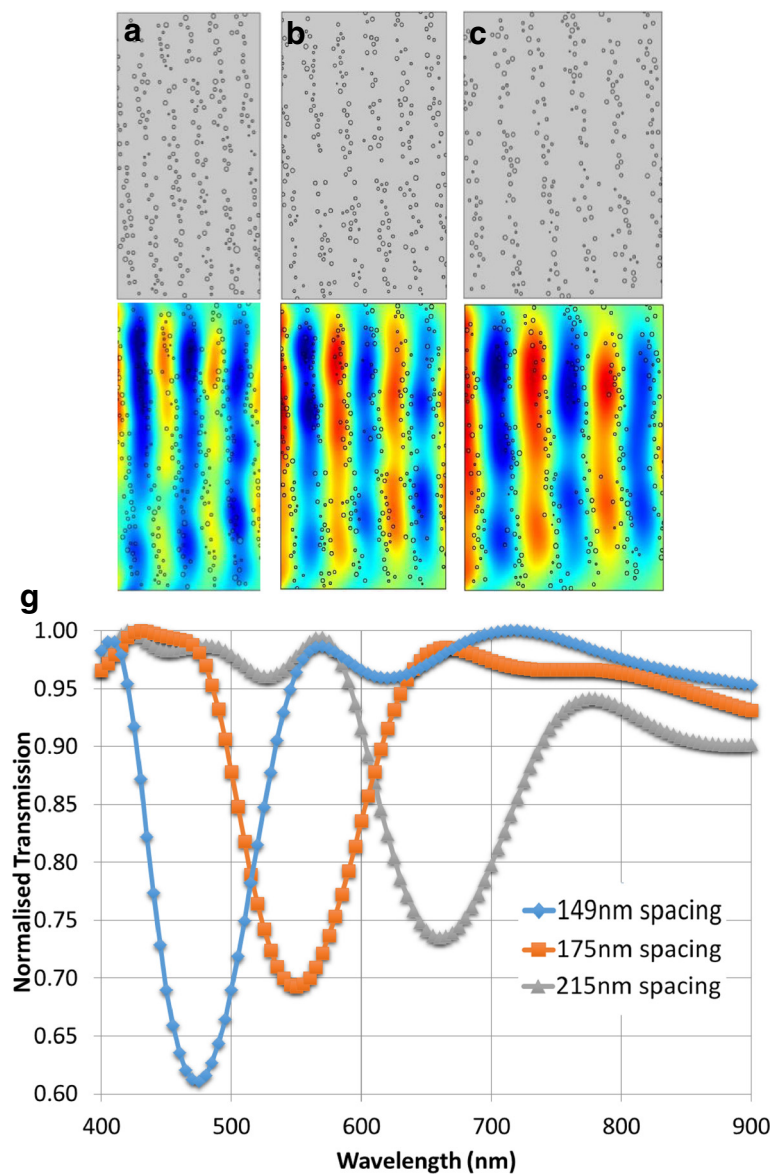 a
b
c
g
1.00
0.95
0.90
0.85
0.80
0.75
0.70
0.65
0.60
Normalised Transmission
149nm spacing
175nm spacing
215nm spacing
400 500 600 700 800 900
Wavelength (nm)